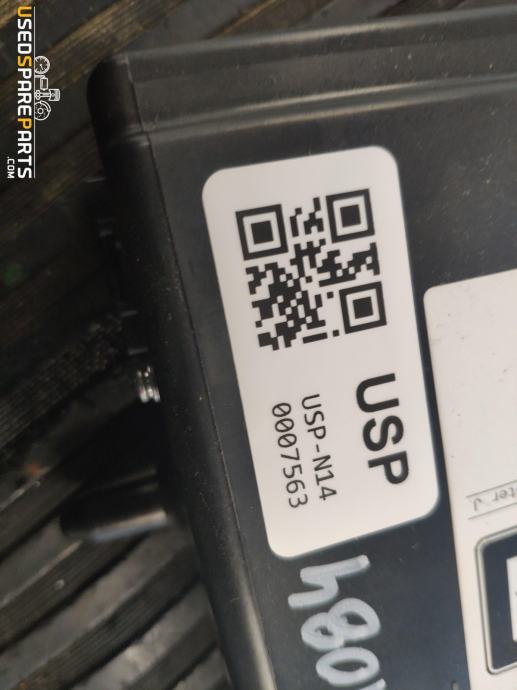 USEDSPAREPARTS
.COM
USP
USP-N14
0007563